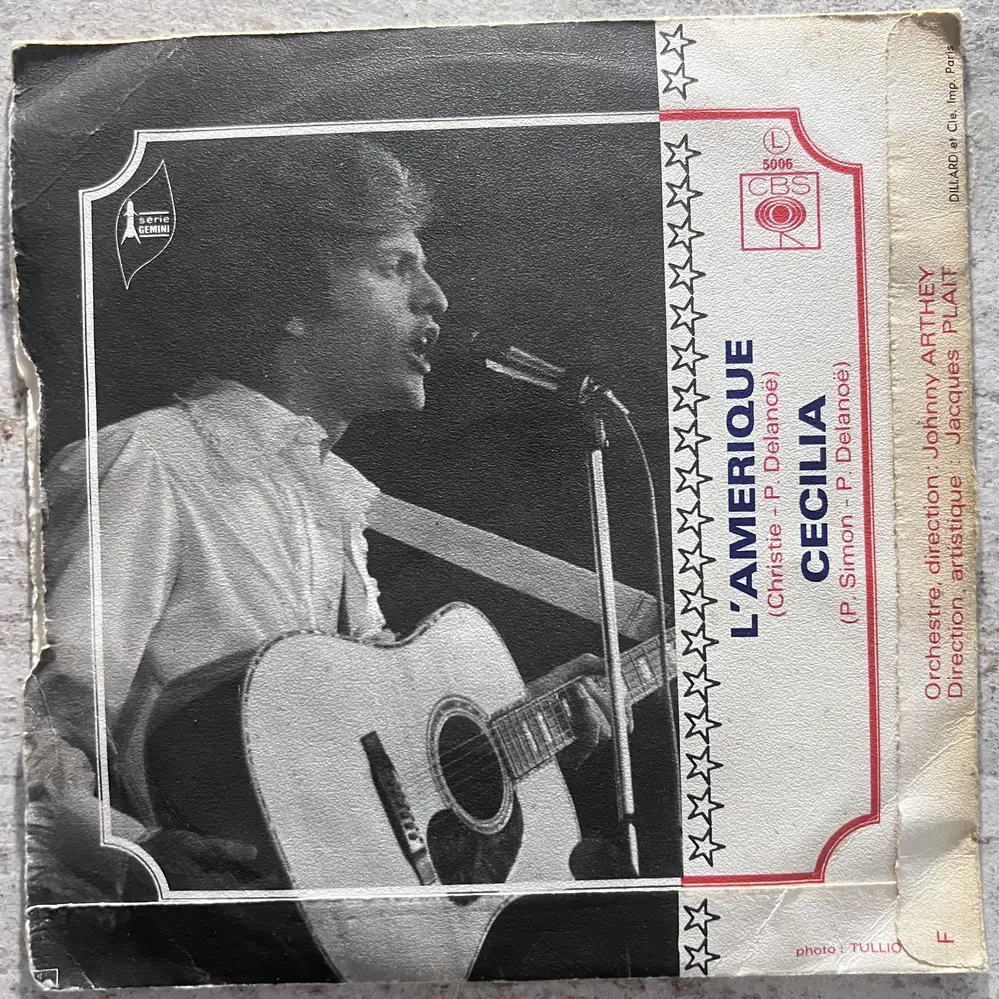 série
GEMINI
L
5006
CBS
L'AMERIQUE
(Christie - P. Delanoë)
CECILIA
(P. Simon - P Delanoë)
Orchestre, direction : Johnny ARTHEY
Direction, artistique : Jacques PLAIT
DILLARD et Cie. Imp. Paris
photo : TULLIO
F